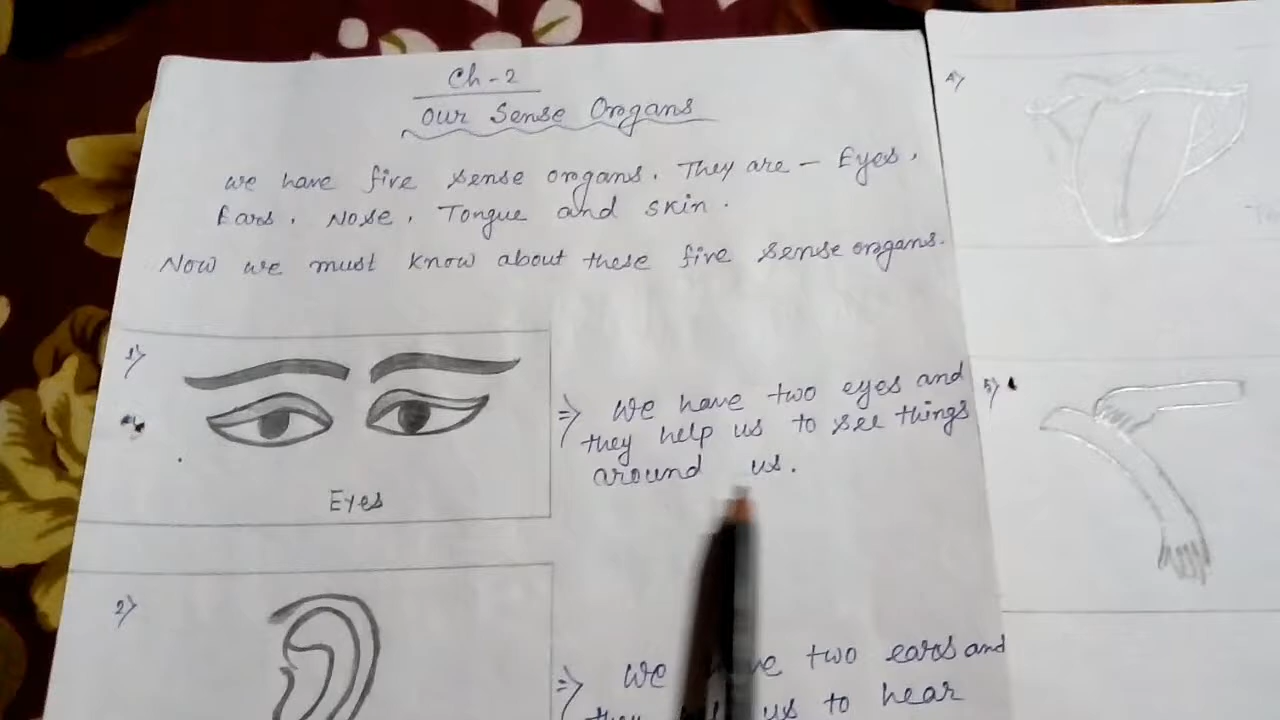 Ch-2
Our Sense Organs
We have five sense organs. They are - Eyes,
Ears, Nose, Tongue and skin.
Now we must know about these five sense organs.
1)
Eyes
=> We have two eyes and
they help us to see things
around us.
2)
=> We two ears and
us to hear
4)
5)